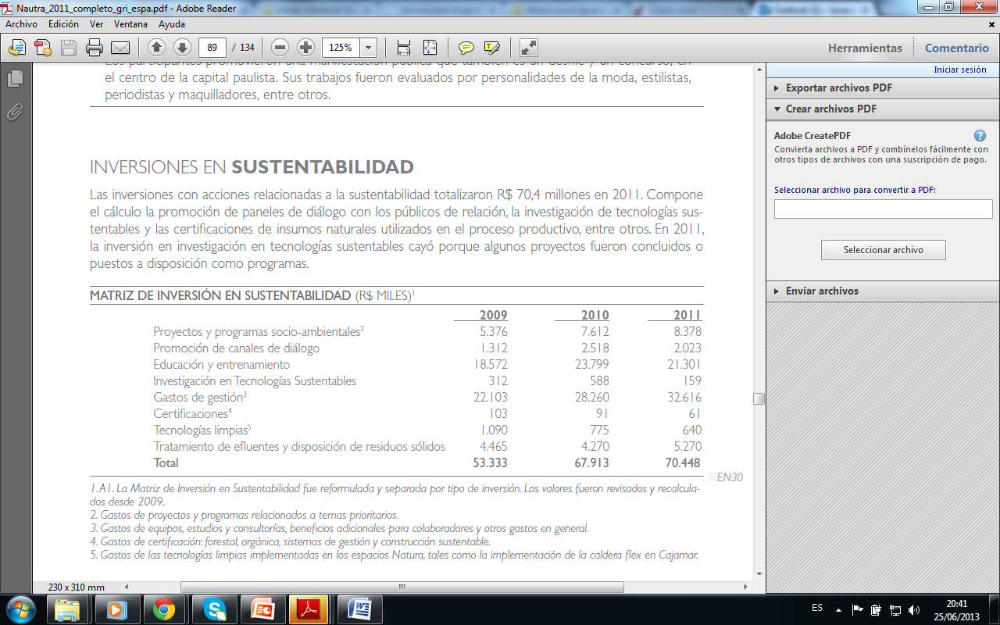 Nautra_2011_completo_gri_espa.pdf - Adobe Reader
Archivo Edición Ver Ventana Ayuda
89 / 134 125% Herramientas Comentario
Iniciar sesión
Exportar archivos PDF
Crear archivos PDF
Adobe CreatePDF
Convierta archivos a PDF y combínelos fácilmente con
otros tipos de archivos con una suscripción de pago.
Seleccionar archivo para convertir a PDF:
Seleccionar archivo
Enviar archivos
Los participantes promovieron una manifestación pública que también es un desfile y un concurso, en
el centro de la capital paulista. Sus trabajos fueron evaluados por personalidades de la moda, estilistas,
periodistas y maquilladores, entre otros.
INVERSIONES EN SUSTENTABILIDAD
Las inversiones con acciones relacionadas a la sustentabilidad totalizaron R$ 70,4 millones en 2011. Compone
el cálculo la promoción de paneles de diálogo con los públicos de relación, la investigación de tecnologías sus-
tentables y las certificaciones de insumos naturales utilizados en el proceso productivo, entre otros. En 2011,
la inversión en investigación en tecnologías sustentables cayó porque algunos proyectos fueron concluidos o
puestos a disposición como programas.
MATRIZ DE INVERSIÓN EN SUSTENTABILIDAD (R$ MILES)1
2009 2010 2011
Proyectos y programas socio-ambientales2 5.376 7.612 8.378
Promoción de canales de diálogo 1.312 2.518 2.023
Educación y entrenamiento 18.572 23.799 21.301
Investigación en Tecnologías Sustentables 312 588 159
Gastos de gestión3 22.103 28.260 32.616
Certificaciones4 103 91 61
Tecnologías limpias5 1.090 775 640
Tratamiento de efluentes y disposición de residuos sólidos 4.465 4.270 5.270
Total 53.333 67.913 70.448
EN30
1. A1. La Matriz de Inversión en Sustentabilidad fue reformulada y separada por tipo de inversión. Los valores fueron revisados y recalcula-
dos desde 2009.
2. Gastos de proyectos y programas relacionados a temas prioritarios.
3. Gastos de equipos, estudios y consultorías, beneficios adicionales para colaboradores y otros gastos en general.
4. Gastos de certificación: forestal, orgánica, sistemas de gestión y construcción sustentable.
5. Gastos de las tecnologías limpias implementadas en los espacios Natura, tales como la implementación de la caldera flex en Cajamar.
230 x 310 mm
ES 20:41
25/06/2013